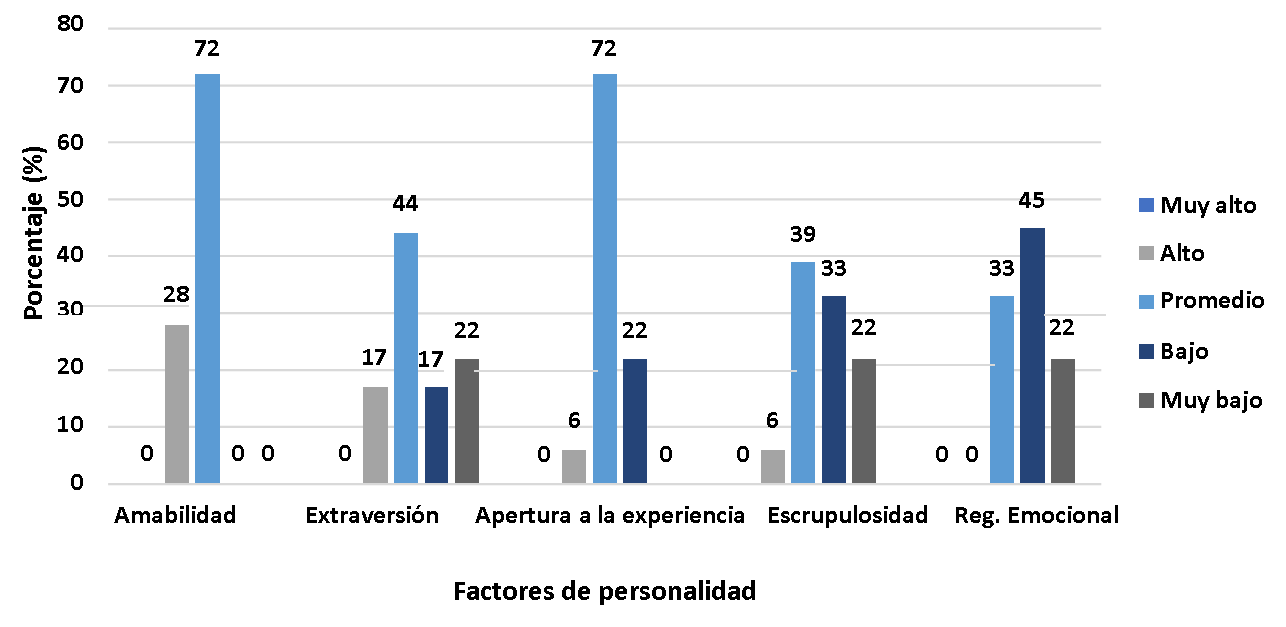 80
70
60
50
40
30
20
10
0
Porcentaje (%)
0 28 72 0 0
0 17 44 17 22
0 6 72 22 0
0 6 39 33 22
0 0 33 45 22
Amabilidad Extraversión Apertura a la experiencia Escrupulosidad Reg. Emocional
Factores de personalidad
Muy alto
Alto
Promedio
Bajo
Muy bajo